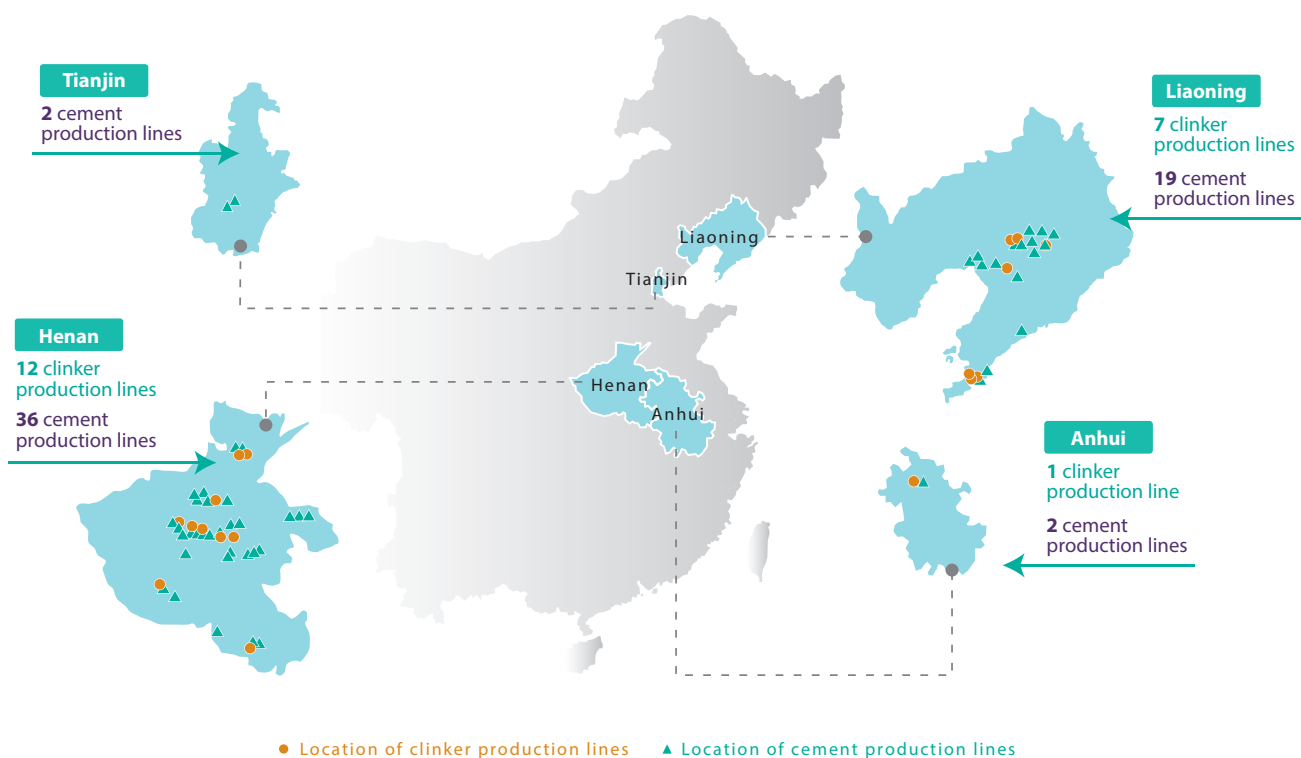 Tianjin
2 cement
production lines
Liaoning
7 clinker
production lines
19 cement
production lines
Liaoning
Tianjin
Henan
12 clinker
production lines
36 cement
production lines
Henan
Anhui
Anhui
1 clinker
production line
2 cement
production lines
Location of clinker production lines
Location of cement production lines